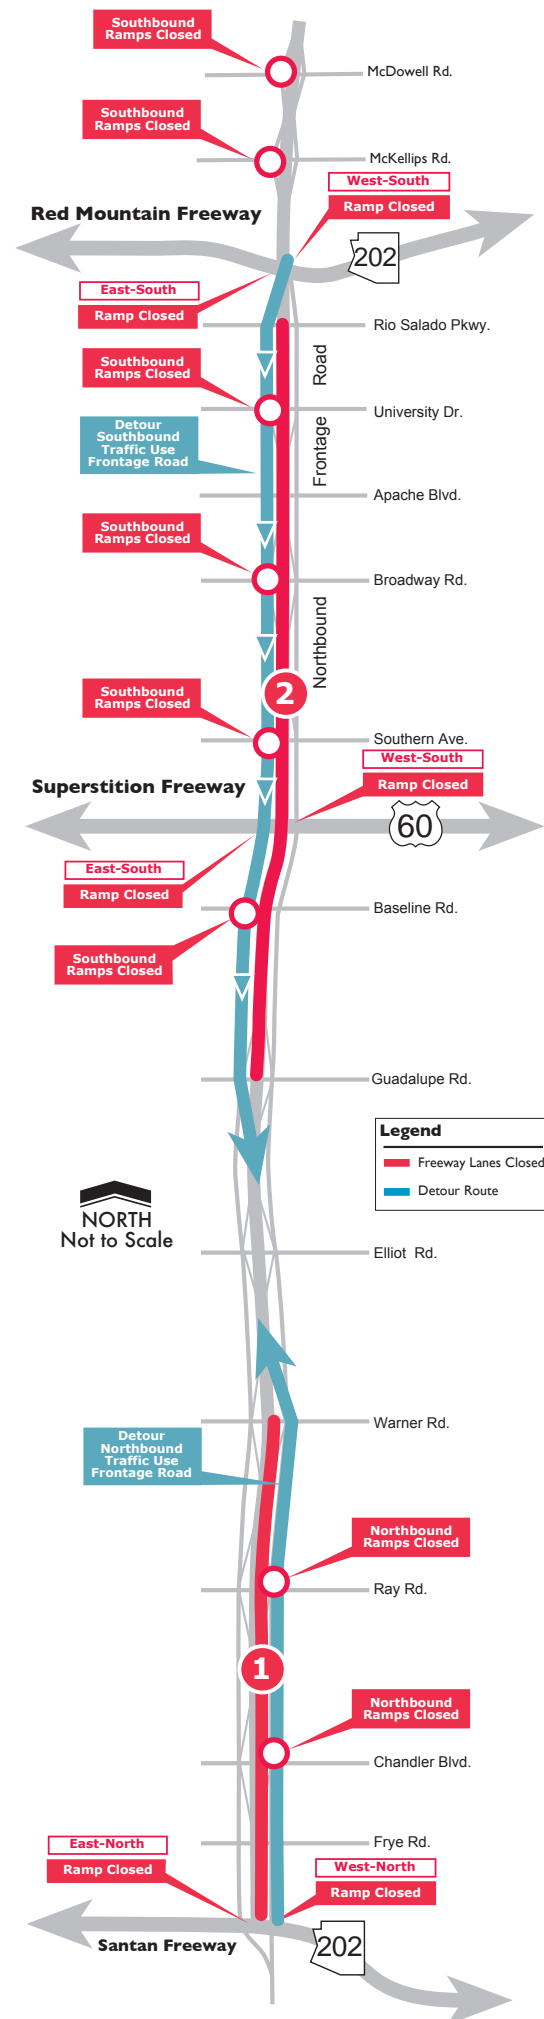 Southbound
Ramps Closed
McDowell Rd.
Southbound
Ramps Closed
McKellips Rd.
West-South
Ramp Closed
Red Mountain Freeway
202
East-South
Ramp Closed
Rio Salado Pkwy.
Southbound
Ramps Closed
Northbound Frontage Road
University Dr.
Detour
Southbound
Traffic Use
Frontage Road
Apache Blvd.
Southbound
Ramps Closed
Broadway Rd.
Southbound
Ramps Closed
2
Southern Ave.
West-South
Ramp Closed
Superstition Freeway
60
East-South
Ramp Closed
Baseline Rd.
Southbound
Ramps Closed
Guadalupe Rd.
Legend
Freeway Lanes Closed
Detour Route
NORTH
Not to Scale
Elliot Rd.
Warner Rd.
Detour
Northbound
Traffic Use
Frontage Road
Northbound
Ramps Closed
Ray Rd.
1
Northbound
Ramps Closed
Chandler Blvd.
Frye Rd.
East-North
Ramp Closed
West-North
Ramp Closed
Santan Freeway
202